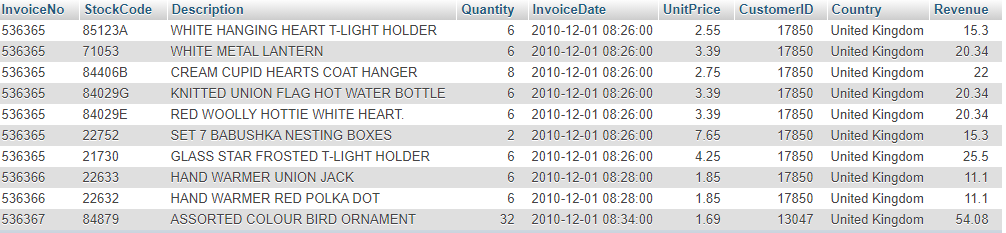 InvoiceNo StockCode Description Quantity InvoiceDate UnitPrice CustomerID Country Revenue
536365 85123A WHITE HANGING HEART T-LIGHT HOLDER 6 2010-12-01 08:26:00 2.55 17850 United Kingdom 15.3
536365 71053 WHITE METAL LANTERN 6 2010-12-01 08:26:00 3.39 17850 United Kingdom 20.34
536365 84406B CREAM CUPID HEARTS COAT HANGER 8 2010-12-01 08:26:00 2.75 17850 United Kingdom 22
536365 84029G KNITTED UNION FLAG HOT WATER BOTTLE 6 2010-12-01 08:26:00 3.39 17850 United Kingdom 20.34
536365 84029E RED WOOLLY HOTTIE WHITE HEART. 6 2010-12-01 08:26:00 3.39 17850 United Kingdom 20.34
536365 22752 SET 7 BABUSHKA NESTING BOXES 2 2010-12-01 08:26:00 7.65 17850 United Kingdom 15.3
536365 21730 GLASS STAR FROSTED T-LIGHT HOLDER 6 2010-12-01 08:26:00 4.25 17850 United Kingdom 25.5
536366 22633 HAND WARMER UNION JACK 6 2010-12-01 08:28:00 1.85 17850 United Kingdom 11.1
536366 22632 HAND WARMER RED POLKA DOT 6 2010-12-01 08:28:00 1.85 17850 United Kingdom 11.1
536367 84879 ASSORTED COLOUR BIRD ORNAMENT 32 2010-12-01 08:34:00 1.69 13047 United Kingdom 54.08